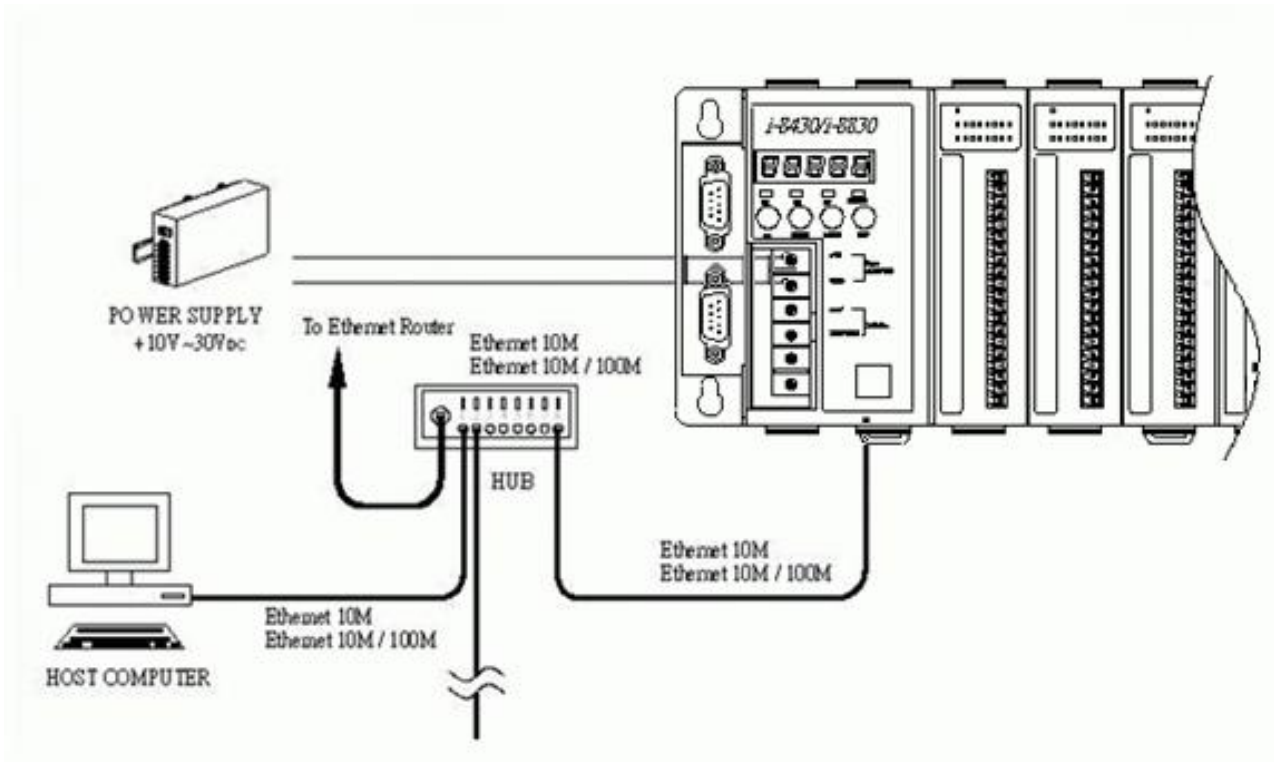 i-8430/i-8830
POWER SUPPLY
+10V~30VDC
To Ethernet Router
Ethernet 10M
Ethernet 10M / 100M
HUB
Ethernet 10M
Ethernet 10M / 100M
Ethernet 10M
Ethernet 10M / 100M
HOST COMPUTER